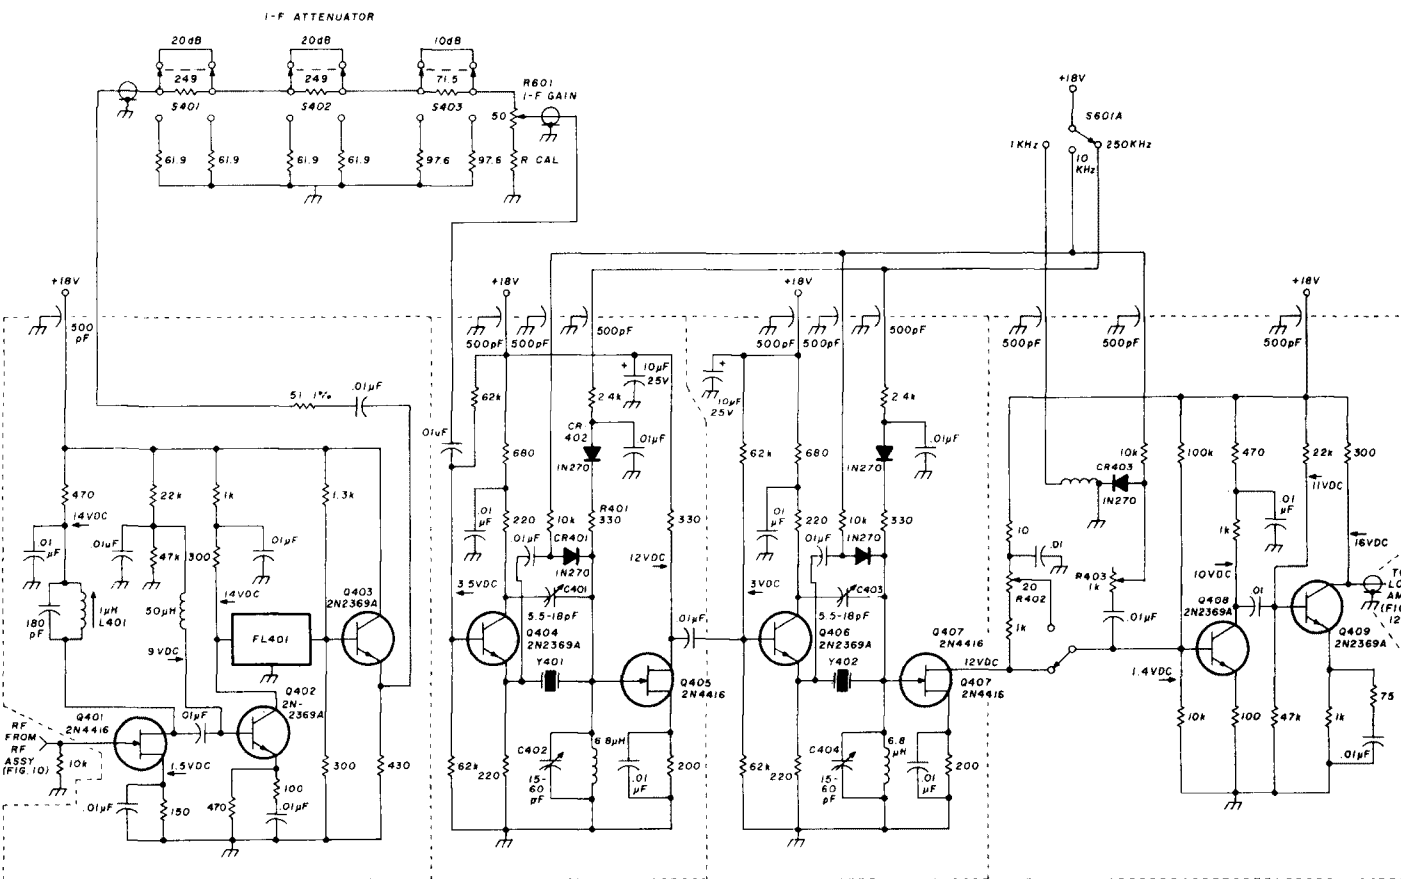 I-F ATTENUATOR
20dB 20dB 10dB
249 249 71.5
S401 S402 S403
R601
I-F GAIN
50
61.9 61.9 61.9 61.9 97.6 97.6 R CAL
+18V
S601A
1KHz 250KHz
10
KHz
+18V +18V +18V +18V
500
pF
500pF 500pF 500pF
500pF 500pF 500pF
500pF 500pF 500pF
51 1% .01µF
470
14VDC
.01
µF
180
pF
1µH
L401
22k
.01uF
47k
50µH
9VDC
1k
300
.01µF
14VDC
FL401
1.3k
Q403
2N2369A
Q402
2N-
2369A
RF
FROM
RF
ASSY
(FIG. 10)
10k
Q401
2N4416
.01µF
1.5VDC
.01µF
150
470
100
.01µF
300
430
.01uF
62k
680
10µF
25V
2.4k
CR
402
.01µF
1N270
.01
µF
220
10k
R401
330
330
.01µF
CR401
1N270
12VDC
C401
5.5-18pF
3.5VDC
Q404
2N2369A
Y401
Q405
2N4416
.01µF
62k
220
C402
15-
60
pF
6.8µH
.01
µF
200
10µF
25V
62k
680
2.4k
.01µF
1N270
.01
µF
220
10k
330
.01µF
1N270
C403
5.5-18pF
3VDC
Q406
2N2369A
Y402
Q407
2N4416
12VDC
Q407
2N4416
62k
220
C404
15-
60
pF
6.8
µH
.01
µF
200
10
.01
20
R402
1k
10k
CR403
1N270
R403
1k
.01µF
100k
470
1k
.01
µF
22k
11VDC
300
16VDC
10VDC
Q408
2N2369A
.01
Q409
2N2369A
1.4VDC
10k
100
47k
1k
75
.01µF